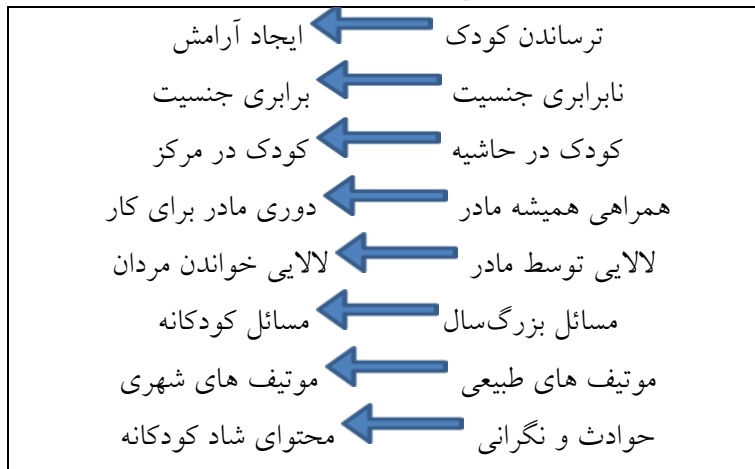 ترساندن کودک ایجاد آرامش
نابرابری جنسیت برابری جنسیت
کودک در حاشیه کودک در مرکز
همراهی همیشه مادر دوری مادر برای کار
لالایی توسط مادر لالایی خواندن مردان
مسائل بزرگ‌سال مسائل کودکانه
موتیف های طبیعی موتیف های شهری
حوادث و نگرانی محتوای شاد کودکانه